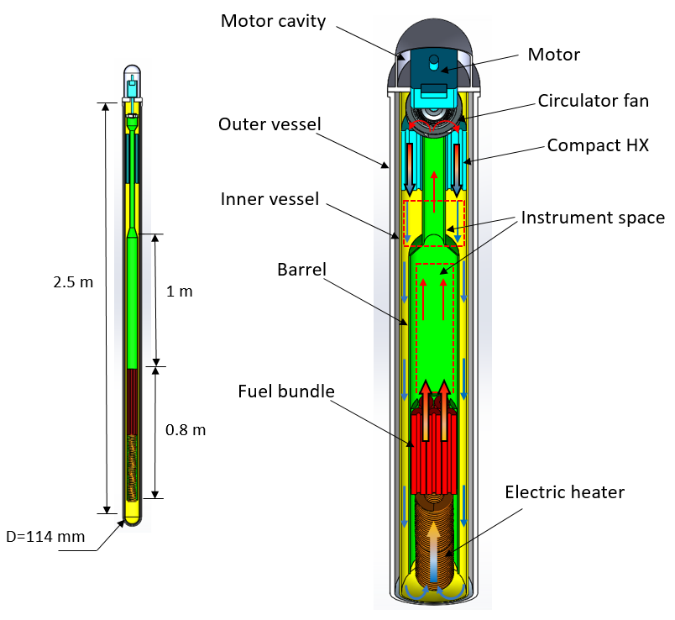 Motor cavity
Motor
Circulator fan
Outer vessel
Compact HX
Inner vessel
Instrument space
Barrel
2.5 m
1 m
Fuel bundle
0.8 m
Electric heater
D=114 mm